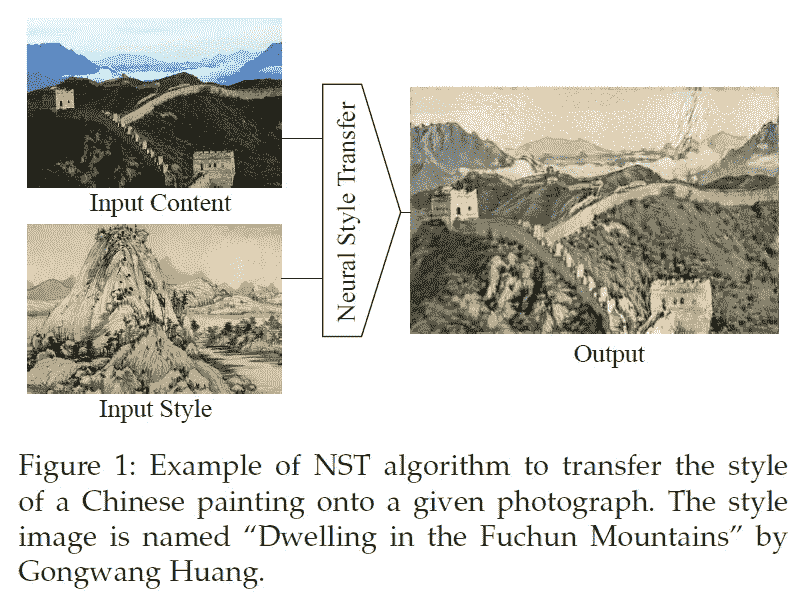 Input Content
Neural Style Transfer
Input Style
Output
Figure 1: Example of NST algorithm to transfer the style
of a Chinese painting onto a given photograph. The style
image is named “Dwelling in the Fuchun Mountains” by
Gongwang Huang.